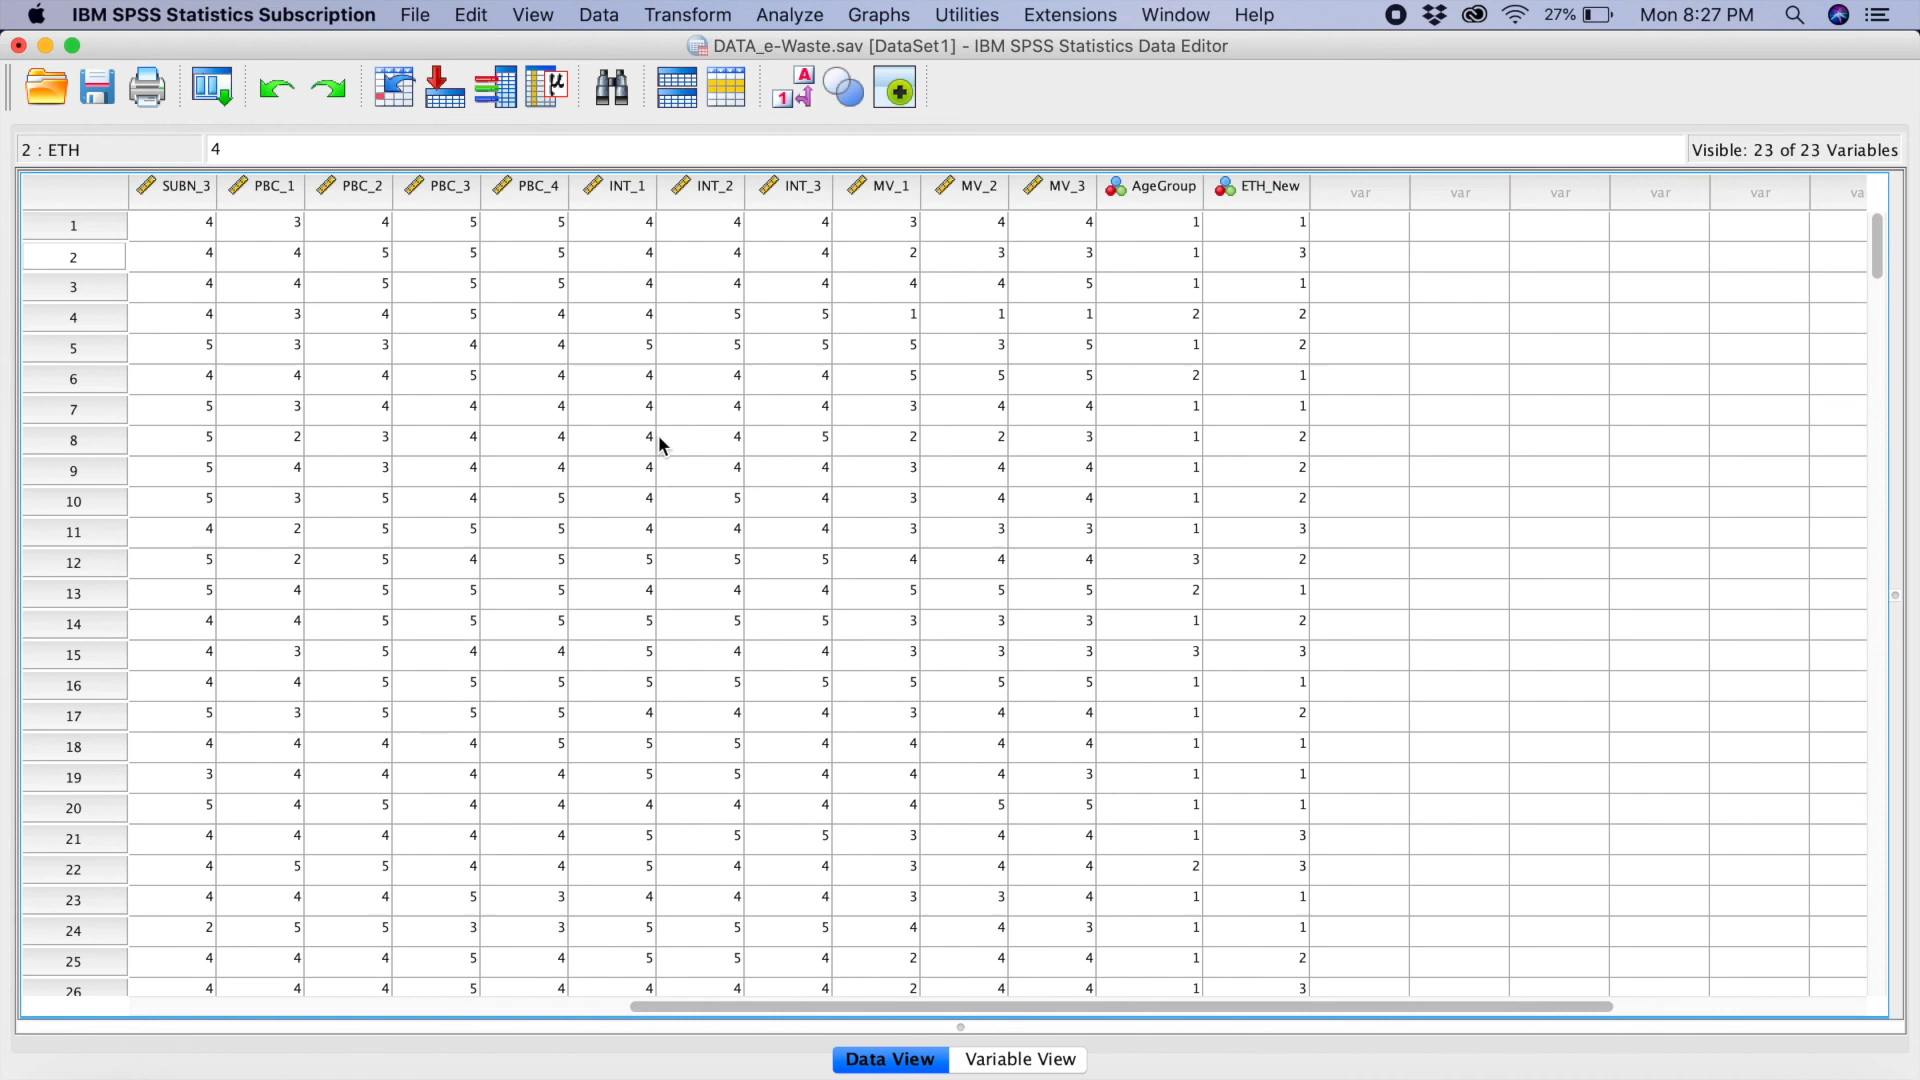 IBM SPSS Statistics Subscription File Edit View Data Transform Analyze Graphs Utilities Extensions Window Help 27% Mon 8:27 PM
DATA_e-Waste.sav [DataSet1] - IBM SPSS Statistics Data Editor
µ A 1
2 : ETH 4 Visible: 23 of 23 Variables
SUBN_3 PBC_1 PBC_2 PBC_3 PBC_4 INT_1 INT_2 INT_3 MV_1 MV_2 MV_3 AgeGroup ETH_New var var var var var va
1 4 3 4 5 5 4 4 4 3 4 4 1 1
2 4 4 5 5 5 4 4 4 2 3 3 1 3
3 4 4 5 5 5 4 4 4 4 4 5 1 1
4 4 3 4 5 4 4 5 5 1 1 1 2 2
5 5 3 3 4 4 5 5 5 5 3 5 1 2
6 4 4 4 5 4 4 4 4 5 5 5 2 1
7 5 3 4 4 4 4 4 4 3 4 4 1 1
8 5 2 3 4 4 4 4 5 2 2 3 1 2
9 5 4 3 4 4 4 4 4 3 4 4 1 2
10 5 3 5 4 5 4 5 4 3 4 4 1 2
11 4 2 5 5 5 4 4 4 3 3 3 1 3
12 5 2 5 4 5 5 5 5 4 4 4 3 2
13 5 4 5 5 5 4 4 4 5 5 5 2 1
14 4 4 5 5 5 5 5 5 3 3 3 1 2
15 4 3 5 4 4 5 4 4 3 3 3 3 3
16 4 4 5 5 5 5 5 5 5 5 5 1 1
17 5 3 5 5 5 4 4 4 3 4 4 1 2
18 4 4 4 4 5 5 5 4 4 4 4 1 1
19 3 4 4 4 4 5 5 4 4 4 3 1 1
20 5 4 5 4 4 4 4 4 4 5 5 1 1
21 4 4 4 4 4 5 5 5 3 4 4 1 3
22 4 5 5 4 4 5 4 4 3 4 4 2 3
23 4 4 4 5 3 4 4 4 3 3 4 1 1
24 2 5 5 3 3 5 5 5 4 4 3 1 1
25 4 4 4 5 4 5 5 4 2 4 4 1 2
26 4 4 4 5 4 4 4 4 2 4 4 1 3
Data View Variable View